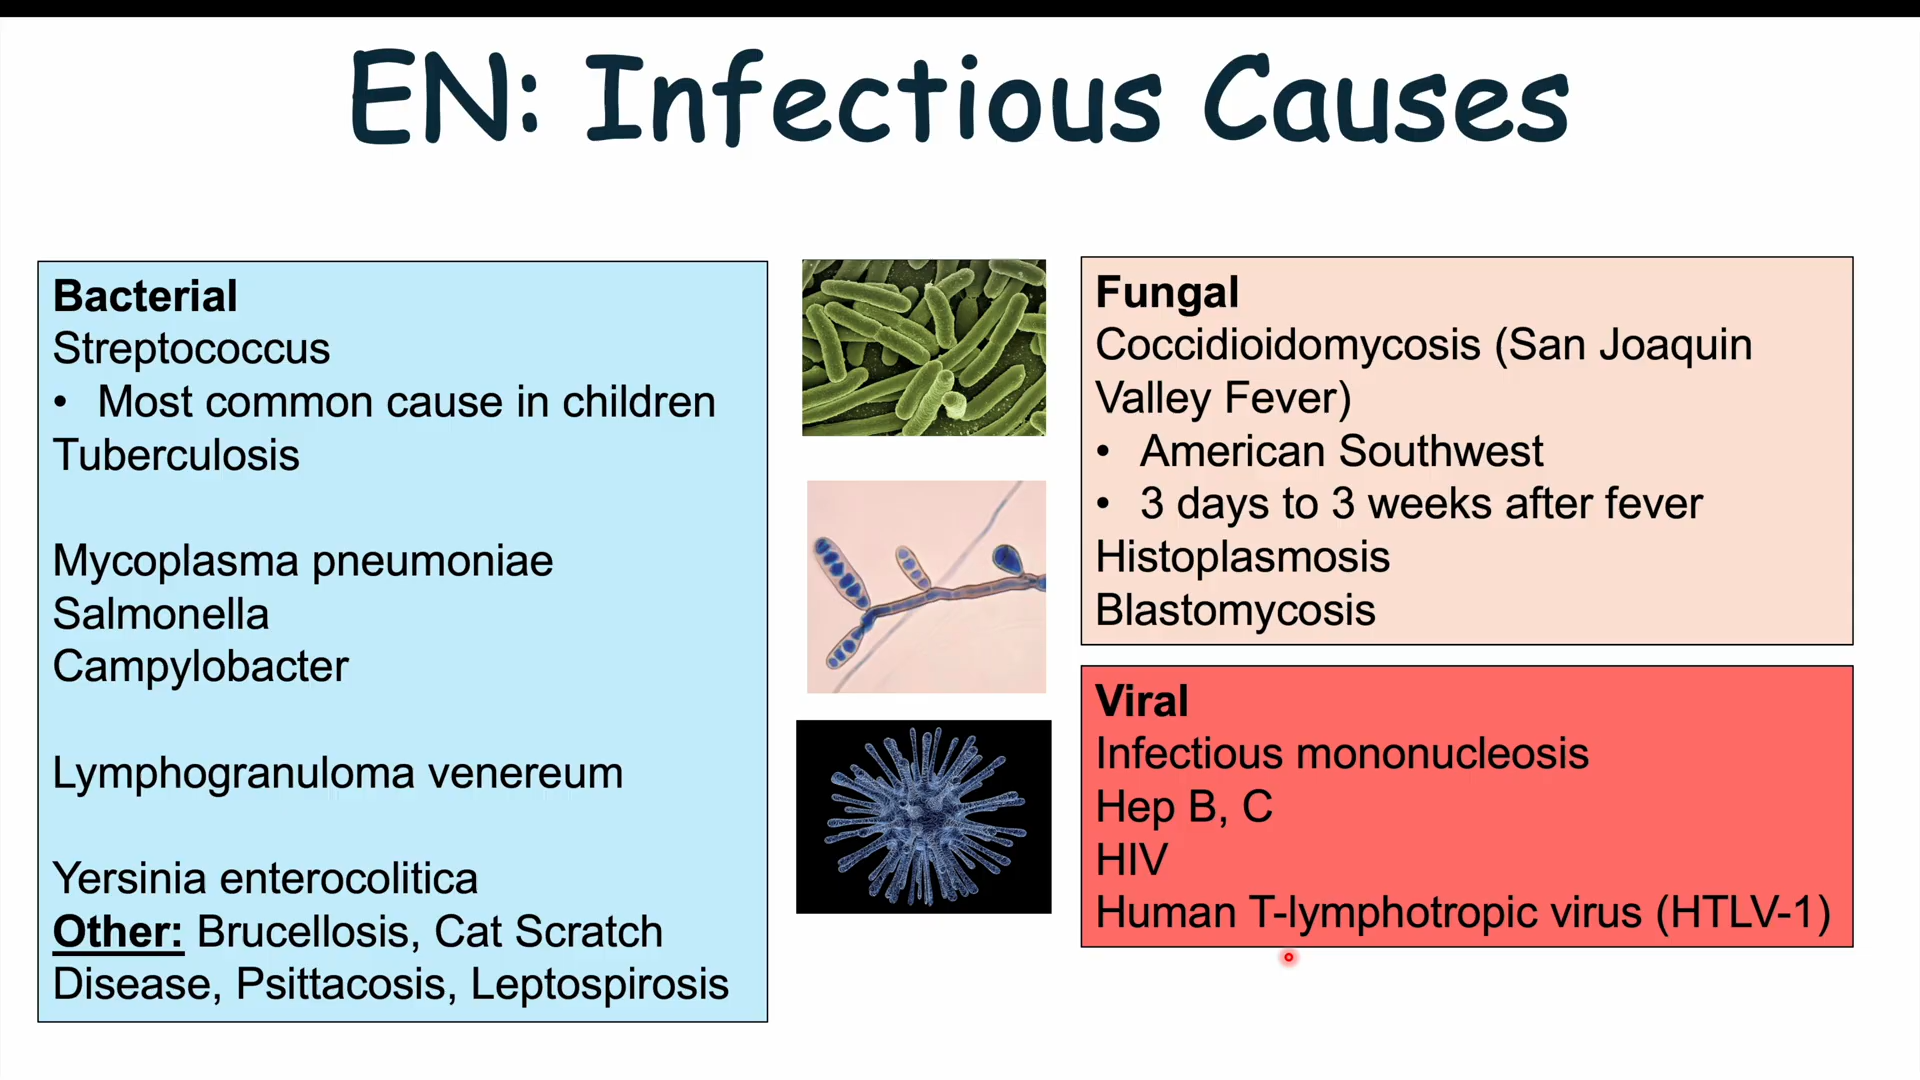 EN: Infectious Causes
Bacterial
Streptococcus
• Most common cause in children
Tuberculosis
Mycoplasma pneumoniae
Salmonella
Campylobacter
Lymphogranuloma venereum
Yersinia enterocolitica
Other: Brucellosis, Cat Scratch
Disease, Psittacosis, Leptospirosis
Fungal
Coccidioidomycosis (San Joaquin
Valley Fever)
• American Southwest
• 3 days to 3 weeks after fever
Histoplasmosis
Blastomycosis
Viral
Infectious mononucleosis
Hep B, C
HIV
Human T-lymphotropic virus (HTLV-1)